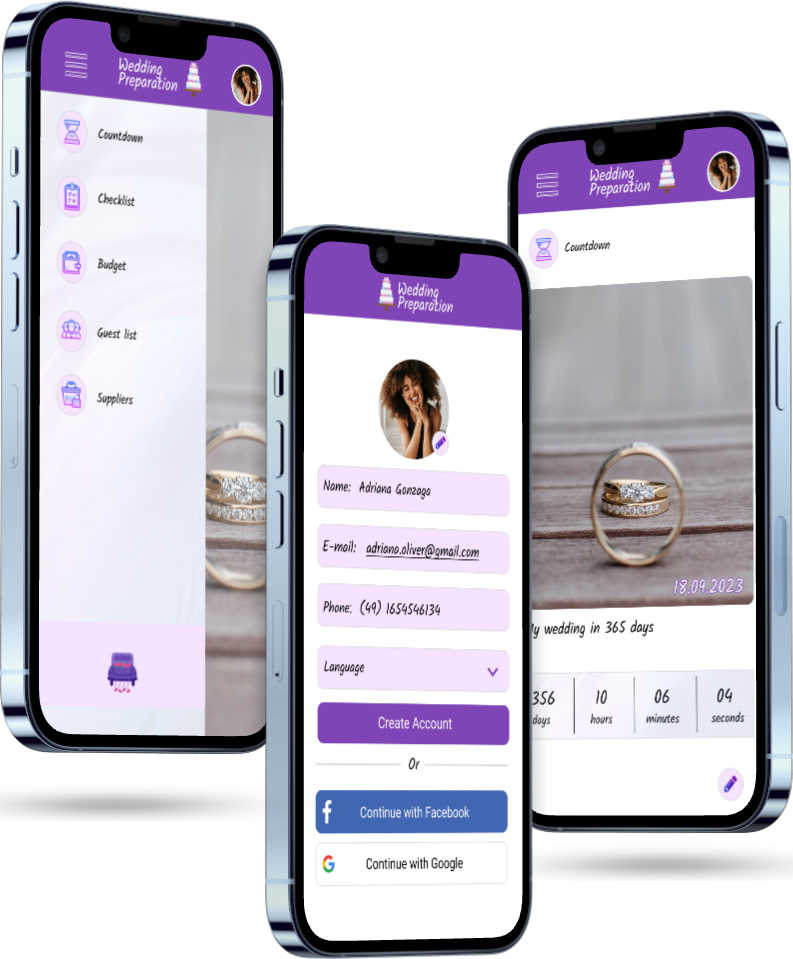 Wedding
Preparation
Countdown
Checklist
Budget
Guest list
Suppliers
Wedding
Preparation
Name: Adriana Gonzaga
E-mail: adriano.oliver@gmail.com
Phone: (49) 1654546134
Language
Create Account
Or
Continue with Facebook
Continue with Google
Wedding
Preparation
Countdown
18.09.2023
My wedding in 365 days
356 10 06 04
days hours minutes seconds